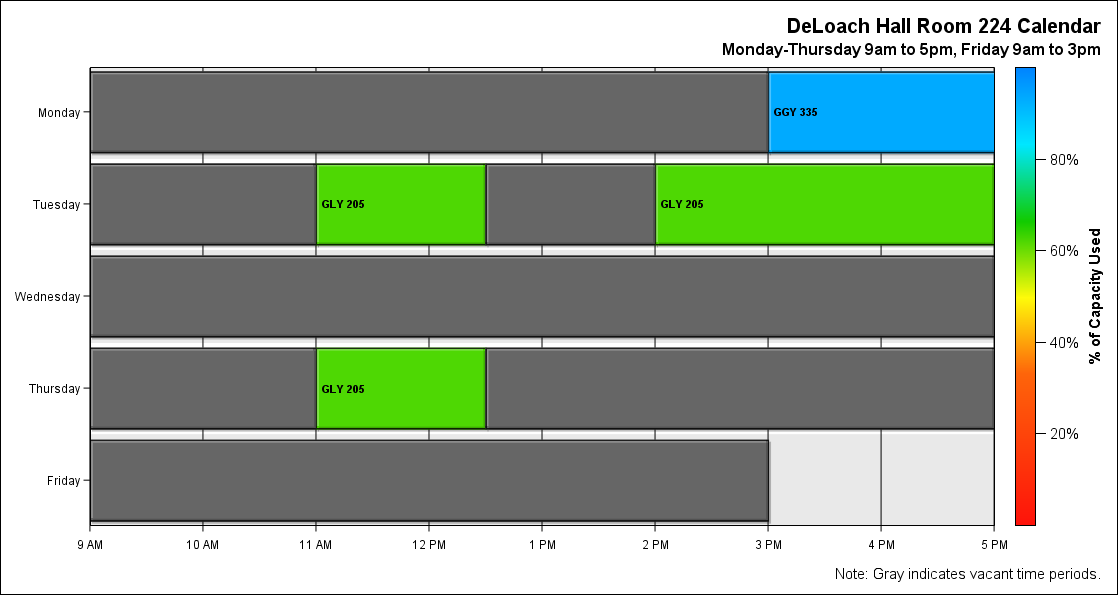 DeLoach Hall Room 224 Calendar
Monday-Thursday 9am to 5pm, Friday 9am to 3pm
Monday
GGY 335
80%
Tuesday
GLY 205
GLY 205
60%
% of Capacity Used
Wednesday
40%
Thursday
GLY 205
20%
Friday
9 AM 10 AM 11 AM 12 PM 1 PM 2 PM 3 PM 4 PM 5 PM
Note: Gray indicates vacant time periods.